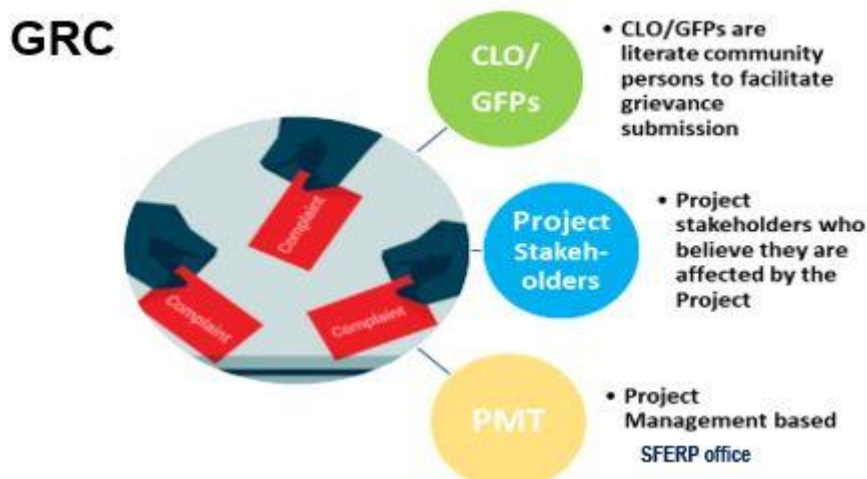 GRC
CLO/
GFPs
• CLO/GFPs are
literate community
persons to facilitate
grievance
submission
Complaint
Complaint
Complaint
Project
Stakeh-
olders
• Project
stakeholders who
believe they are
affected by the
Project
PMT
• Project
Management based
SFERP office